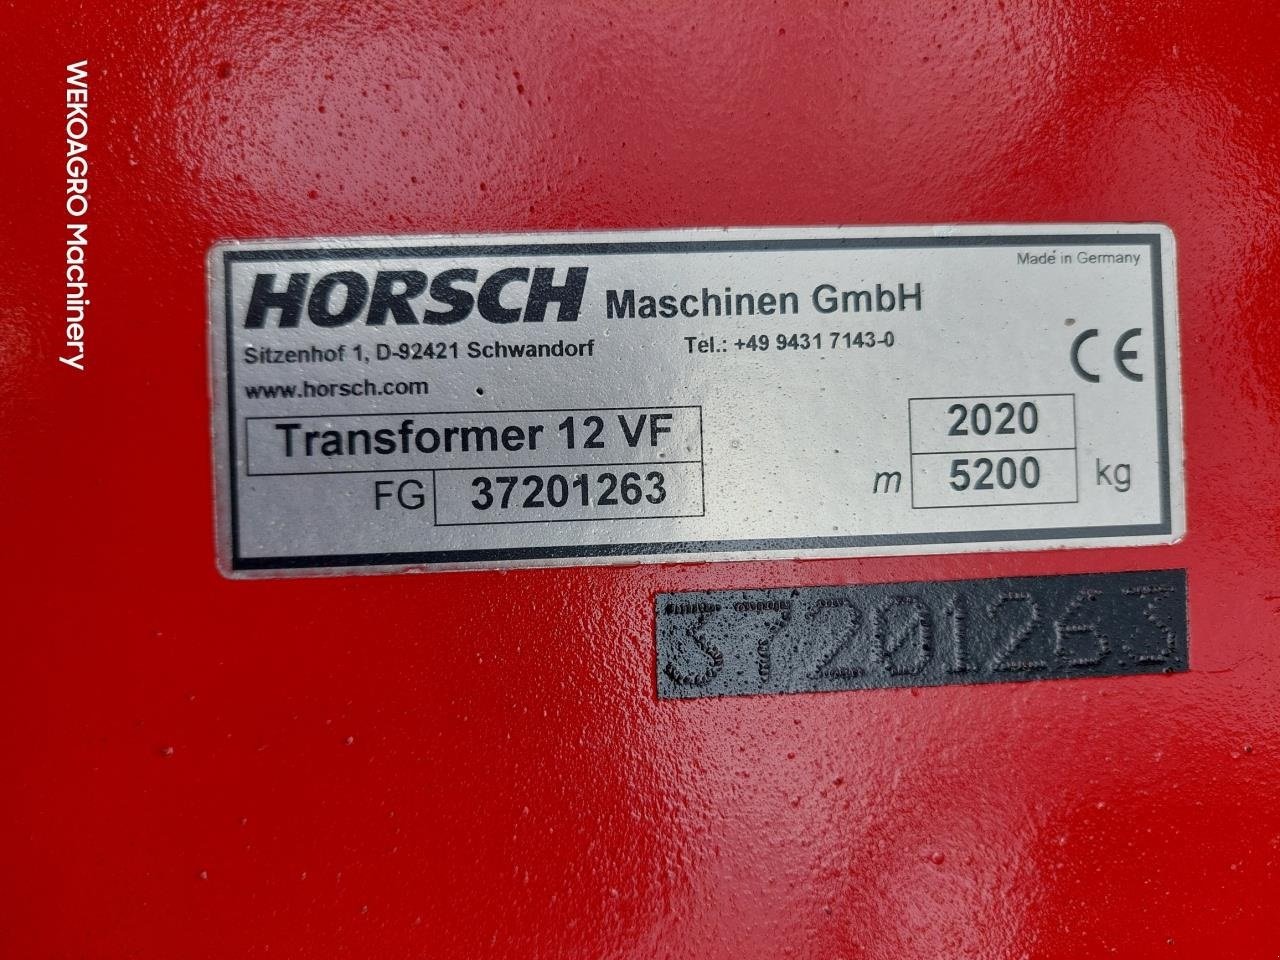 WEKOAGRO Machinery
Made in Germany
HORSCH Maschinen GmbH
Sitzenhof 1, D-92421 Schwandorf Tel.: +49 9431 7143-0
www.horsch.com
CE
Transformer 12 VF 2020
FG 37201263 m 5200 kg
37201263